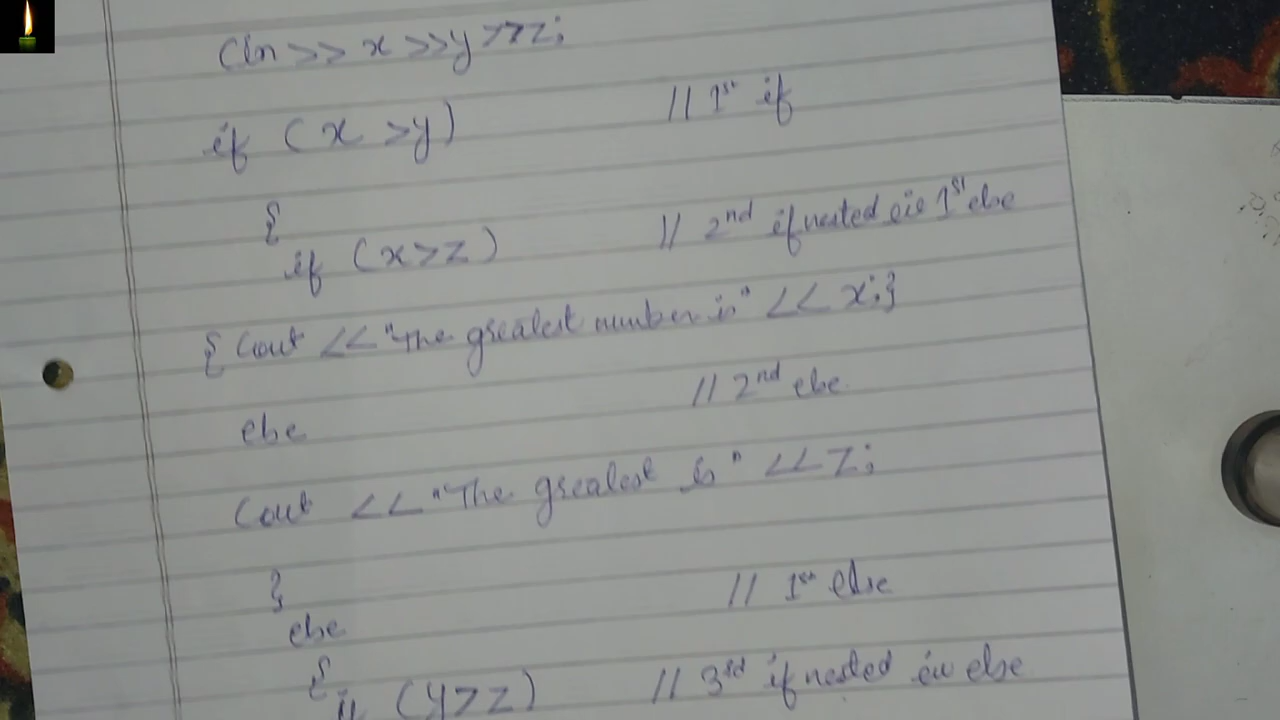 Cin >> x >>y >>z;
if (x >y) // 1st if
{
if (x>z) // 2nd if nested in 1st else
{ Cout << "The greatest number is" << x;}
else // 2nd else
Cout << "The greatest is" << z;
} // 1st else
else
{
if (y>z) // 3rd if nested in else